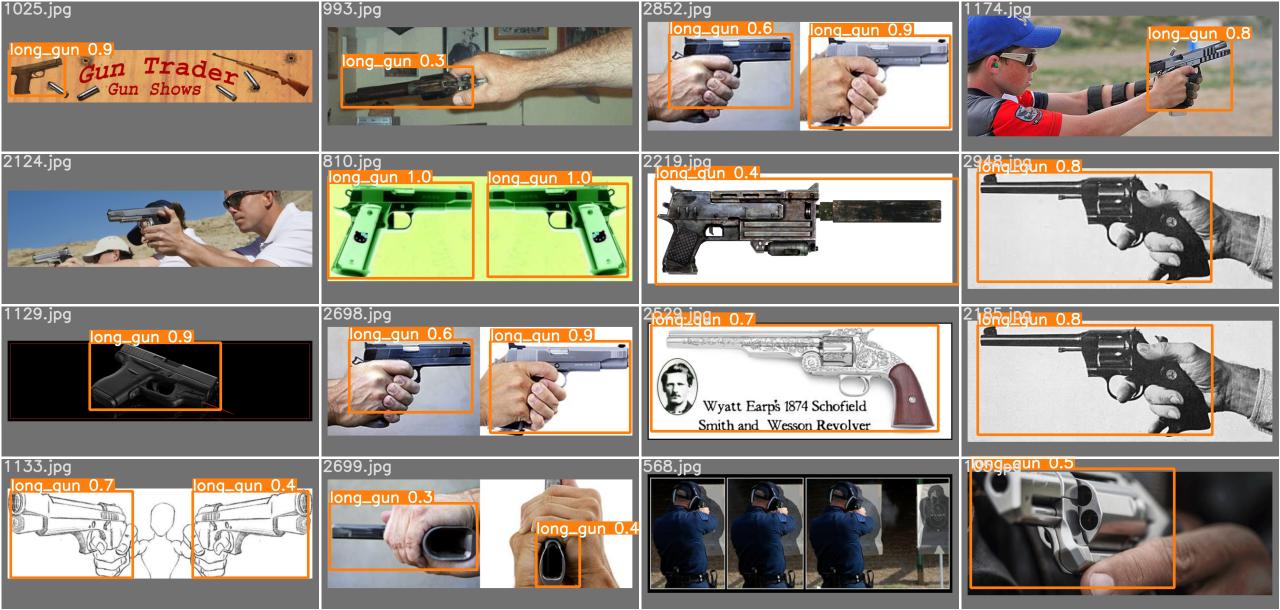 1025.jpg
long_gun 0.9
Gun Trader
Gun Shows
993.jpg
long_gun 0.3
2852.jpg
long_gun 0.6
long_gun 0.9
1174.jpg
long_gun 0.8
2124.jpg
810.jpg
long_gun 1.0
long_gun 1.0
2219.jpg
long_gun 0.4
2948.jpg
long_gun 0.8
1129.jpg
long_gun 0.9
2698.jpg
long_gun 0.6
long_gun 0.9
2529.jpg
long_gun 0.7
Wyatt Earp's 1874 Schofield
Smith and Wesson Revolver
2185.jpg
long_gun 0.8
1133.jpg
long_gun 0.7
long_gun 0.4
2699.jpg
long_gun 0.3
long_gun 0.4
568.jpg
long_gun 0.5